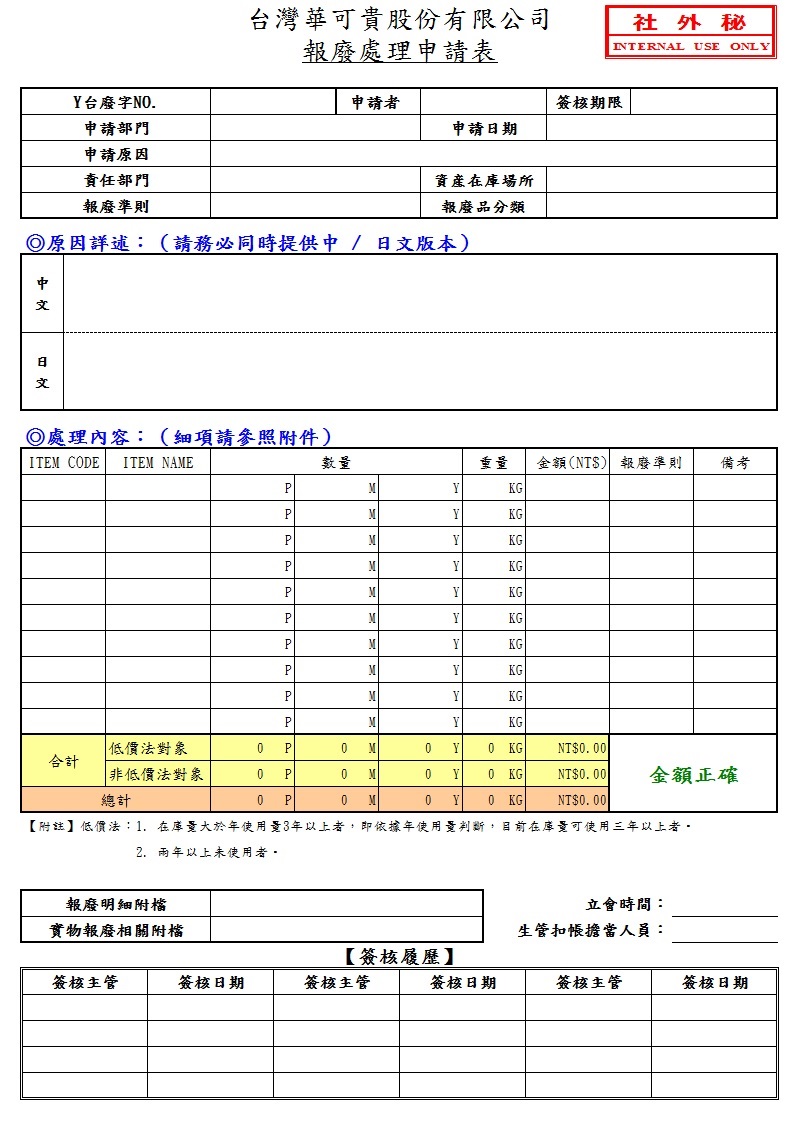 台灣華可貴股份有限公司
社外秘
INTERNAL USE ONLY
報廢處理申請表
Y台廢字NO. 申請者 簽核期限
申請部門 申請日期
申請原因
責任部門 資產在庫場所
報廢準則 報廢品分類
◎原因詳述：（請務必同時提供中 / 日文版本）
中文
日文
◎處理內容：（細項請參照附件）
ITEM CODE ITEM NAME 數量 重量 金額(NT$) 報廢準則 備考
P M Y KG
P M Y KG
P M Y KG
P M Y KG
P M Y KG
P M Y KG
P M Y KG
P M Y KG
P M Y KG
P M Y KG
合計 低價法對象 0 P 0 M 0 Y 0 KG NT$0.00
非低價法對象 0 P 0 M 0 Y 0 KG NT$0.00
金額正確
總計 0 P 0 M 0 Y 0 KG NT$0.00
【附註】低價法：1. 在庫量大於年使用量3年以上者，即依據年使用量判斷，目前在庫量可使用三年以上者。
2. 兩年以上未使用者。
報廢明細附檔 立會時間：
實物報廢相關附檔 生管扣帳擔當人員：
【簽核履歷】
簽核主管 簽核日期 簽核主管 簽核日期 簽核主管 簽核日期